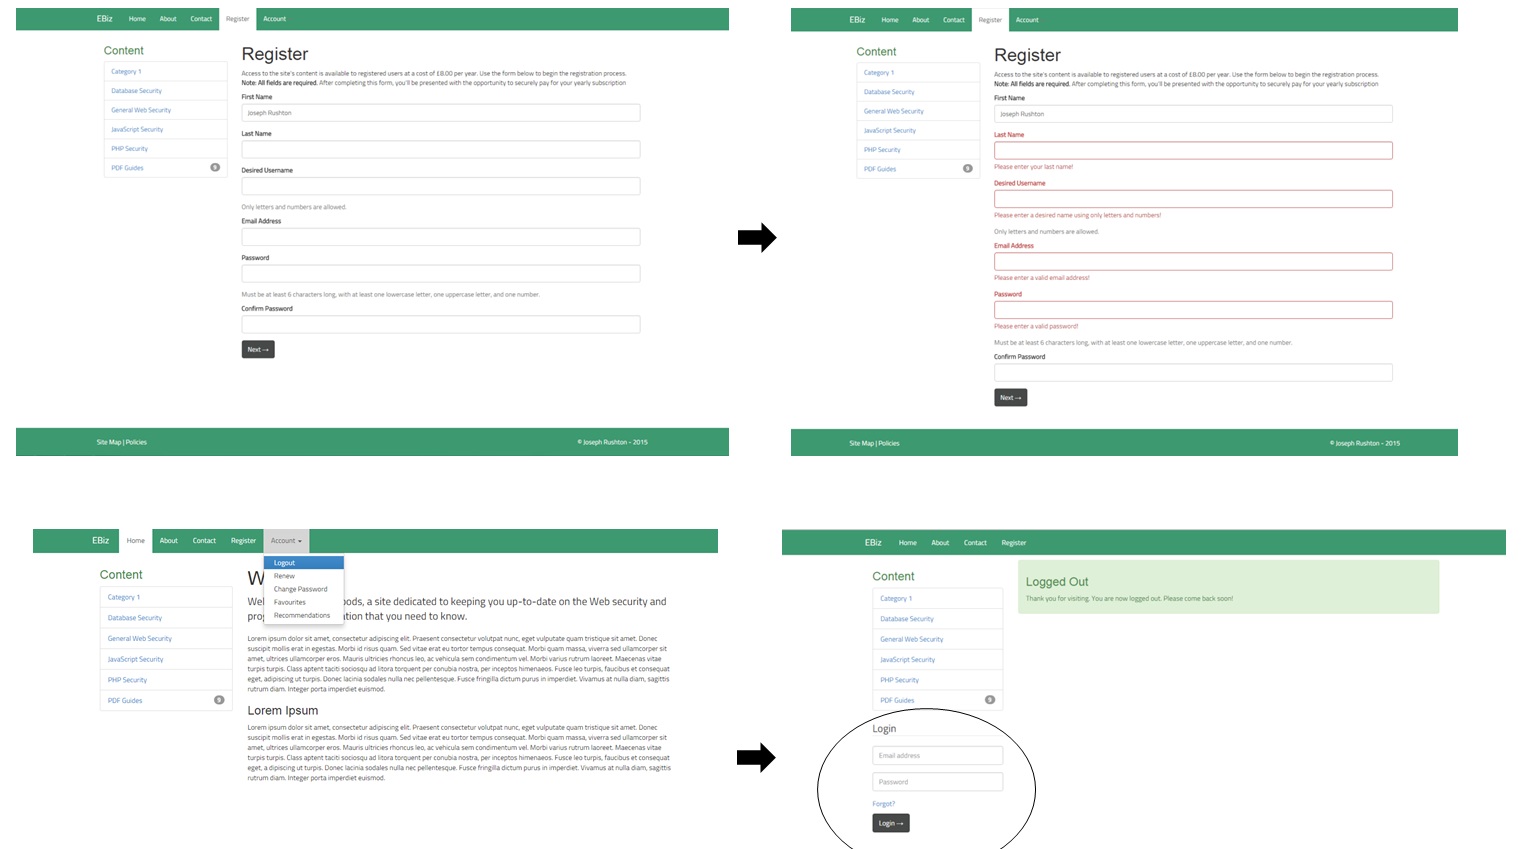 EBiz Home About Contact Register Account
Content
Category 1
Database Security
General Web Security
JavaScript Security
PHP Security
PDF Guides 9
Register
Access to the site's content is available to registered users at a cost of £8.00 per year. Use the form below to begin the registration process.
Note: All fields are required. After completing this form, you'll be presented with the opportunity to securely pay for your yearly subscription
First Name
Joseph Rushton
Last Name
Desired Username
Only letters and numbers are allowed.
Email Address
Password
Must be at least 6 characters long, with at least one lowercase letter, one uppercase letter, and one number.
Confirm Password
Next →
Site Map | Policies
© Joseph Rushton - 2015
EBiz Home About Contact Register Account
Content
Category 1
Database Security
General Web Security
JavaScript Security
PHP Security
PDF Guides 9
Register
Access to the site's content is available to registered users at a cost of £8.00 per year. Use the form below to begin the registration process.
Note: All fields are required. After completing this form, you'll be presented with the opportunity to securely pay for your yearly subscription
First Name
Joseph Rushton
Last Name
Please enter your last name!
Desired Username
Please enter a desired name using only letters and numbers!
Only letters and numbers are allowed.
Email Address
Please enter a valid email address!
Password
Please enter a valid password!
Must be at least 6 characters long, with at least one lowercase letter, one uppercase letter, and one number.
Confirm Password
Next →
Site Map | Policies
© Joseph Rushton - 2015
EBiz Home About Contact Register Account
Logout
Renew
Change Password
Favourites
Recommendations
Content
Category 1
Database Security
General Web Security
JavaScript Security
PHP Security
PDF Guides 9
W
Wel oods, a site dedicated to keeping you up-to-date on the Web security and
prog ation that you need to know.
Lorem ipsum dolor sit amet, consectetur adipiscing elit. Praesent consectetur volutpat nunc, eget vulputate quam tristique sit amet. Donec
suscipit mollis erat in egestas. Morbi id risus quam. Sed vitae erat eu tortor tempus consequat. Morbi quam massa, viverra sed ullamcorper sit
amet, ultrices ullamcorper eros. Mauris ultricies rhoncus leo, ac vehicula sem condimentum vel. Morbi varius rutrum laoreet. Maecenas vitae
turpis turpis. Class aptent taciti sociosqu ad litora torquent per conubia nostra, per inceptos himenaeos. Fusce leo turpis, faucibus et consequat
eget, adipiscing ut turpis. Donec lacinia sodales nulla nec pellentesque. Fusce fringilla dictum purus in imperdiet. Vivamus at nulla diam, sagittis
rutrum diam. Integer porta imperdiet euismod.
Lorem Ipsum
Lorem ipsum dolor sit amet, consectetur adipiscing elit. Praesent consectetur volutpat nunc, eget vulputate quam tristique sit amet. Donec
suscipit mollis erat in egestas. Morbi id risus quam. Sed vitae erat eu tortor tempus consequat. Morbi quam massa, viverra sed ullamcorper sit
amet, ultrices ullamcorper eros. Mauris ultricies rhoncus leo, ac vehicula sem condimentum vel. Morbi varius rutrum laoreet. Maecenas vitae
turpis turpis. Class aptent taciti sociosqu ad litora torquent per conubia nostra, per inceptos himenaeos. Fusce leo turpis, faucibus et consequat
eget, a dipiscing ut turpis. Donec lacinia sodales nulla nec pellentesque. Fusce fringilla dictum purus in imperdiet. Vivamus at nulla diam, sagittis
rutrum diam. Integer porta imperdiet euismod.
EBiz Home About Contact Register
Content
Category 1
Database Security
General Web Security
JavaScript Security
PHP Security
PDF Guides 9
Logged Out
Thank you for visiting. You are now logged out. Please come back soon!
Login
Email address
Password
Forgot?
Login →